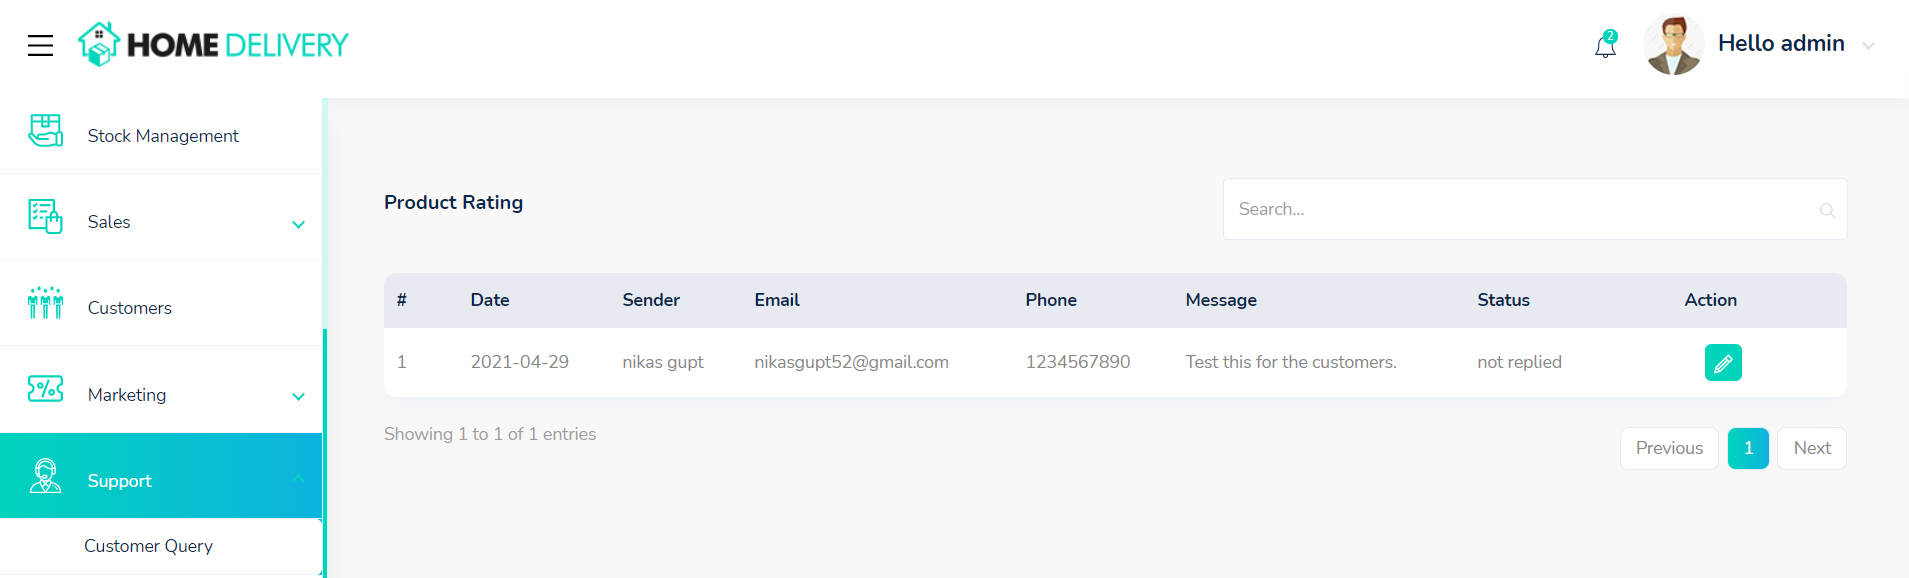 HOME DELIVERY
2
Hello admin
Stock Management
Sales
Customers
Marketing
Support
Customer Query
Product Rating
Search...
# Date Sender Email Phone Message Status Action
1 2021-04-29 nikas gupt nikasgupt52@gmail.com 1234567890 Test this for the customers. not replied
Showing 1 to 1 of 1 entries
Previous 1 Next